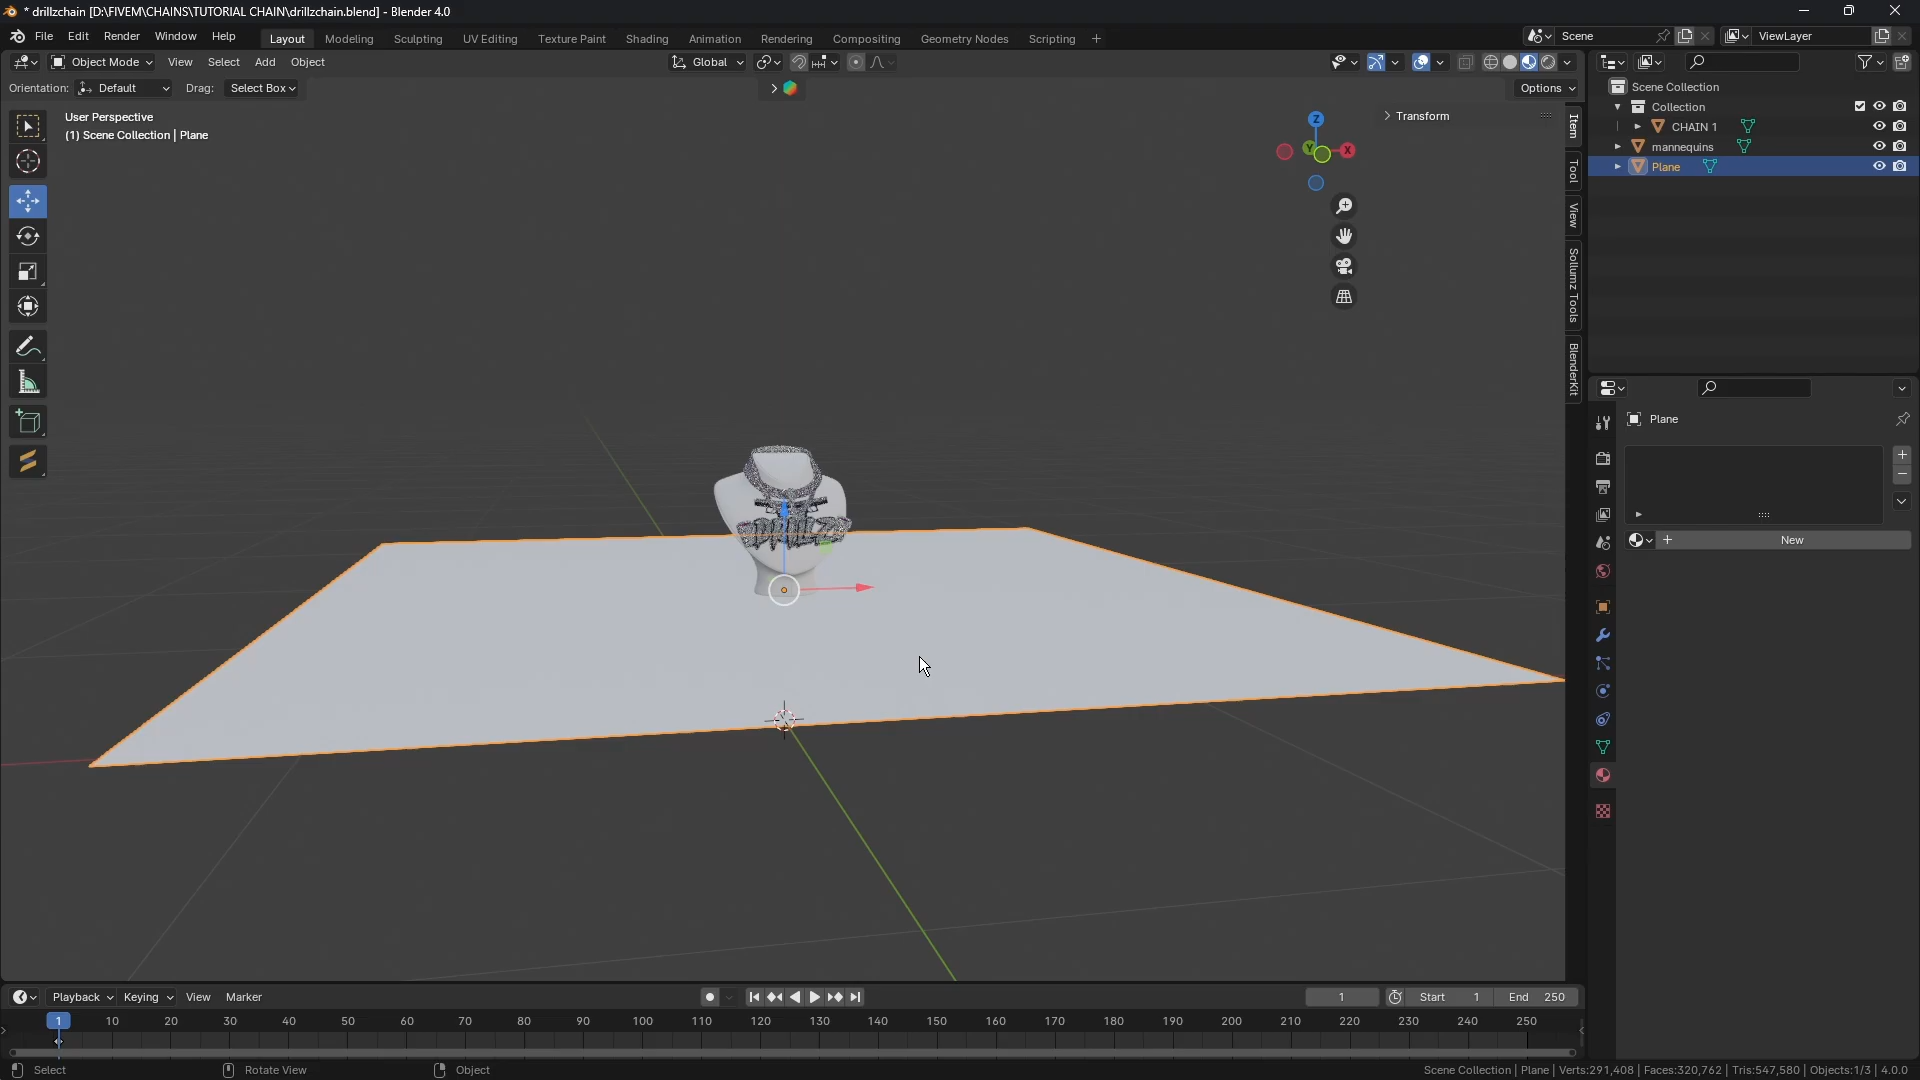 * drillzchain [D:\FIVEM\CHAINS\TUTORIAL CHAIN\drillzchain.blend] - Blender 4.0
File Edit Render Window Help Layout Modeling Sculpting UV Editing Texture Paint Shading Animation Rendering Compositing Geometry Nodes Scripting + Scene ViewLayer
Object Mode View Select Add Object Global
Orientation: Default Drag: Select Box Options
User Perspective
(1) Scene Collection | Plane
Transform
Z
Y
X
Item
Tool
View
Sollumz Tools
BlenderKit
Scene Collection
Collection
CHAIN 1
mannequins
Plane
Plane
New
Playback Keying View Marker 1 Start 1 End 250
1 10 20 30 40 50 60 70 80 90 100 110 120 130 140 150 160 170 180 190 200 210 220 230 240 250
Select Rotate View Object Scene Collection | Plane | Verts:291,408 | Faces:320,762 | Tris:547,580 | Objects:1/3 | 4.0.0